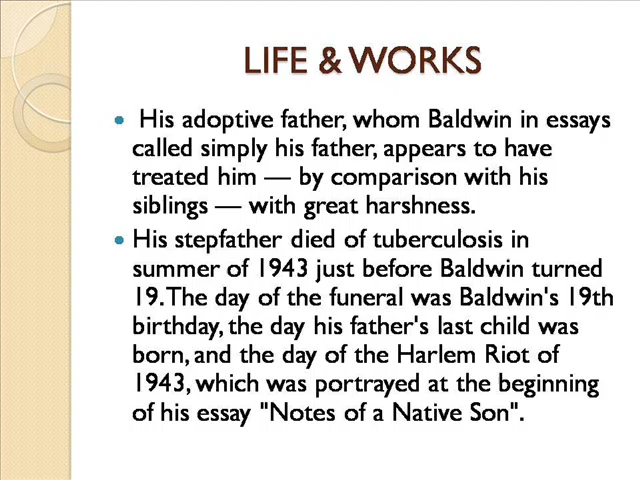 LIFE & WORKS
His adoptive father, whom Baldwin in essays
called simply his father, appears to have
treated him — by comparison with his
siblings — with great harshness.
His stepfather died of tuberculosis in
summer of 1943 just before Baldwin turned
19. The day of the funeral was Baldwin's 19th
birthday, the day his father's last child was
born, and the day of the Harlem Riot of
1943, which was portrayed at the beginning
of his essay "Notes of a Native Son".